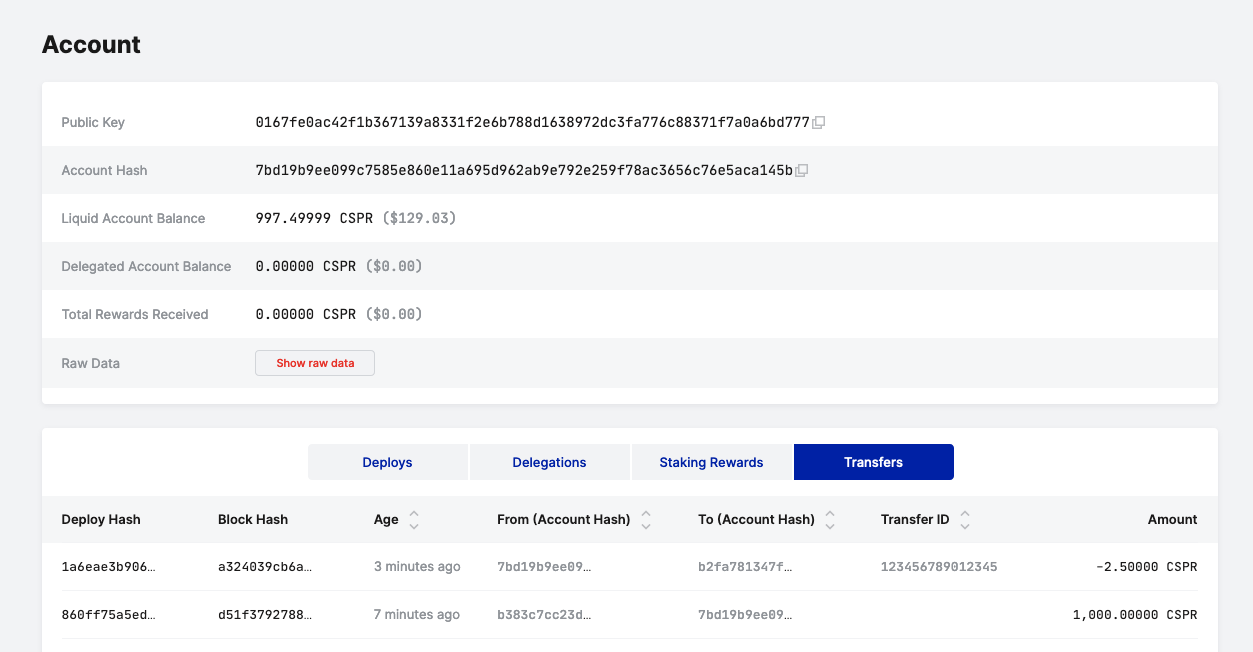 Account
Public Key 0167fe0ac42f1b367139a8331f2e6b788d1638972dc3fa776c88371f7a0a6bd777
Account Hash 7bd19b9ee099c7585e860e11a695d962ab9e792e259f78ac3656c76e5aca145b
Liquid Account Balance 997.49999 CSPR ($129.03)
Delegated Account Balance 0.00000 CSPR ($0.00)
Total Rewards Received 0.00000 CSPR ($0.00)
Raw Data Show raw data
Deploys Delegations Staking Rewards Transfers
Deploy Hash Block Hash Age From (Account Hash) To (Account Hash) Transfer ID Amount
1a6eae3b906… a324039cb6a… 3 minutes ago 7bd19b9ee09… b2fa781347f… 123456789012345 -2.50000 CSPR
860ff75a5ed… d51f3792788… 7 minutes ago b383c7cc23d… 7bd19b9ee09… 1,000.00000 CSPR